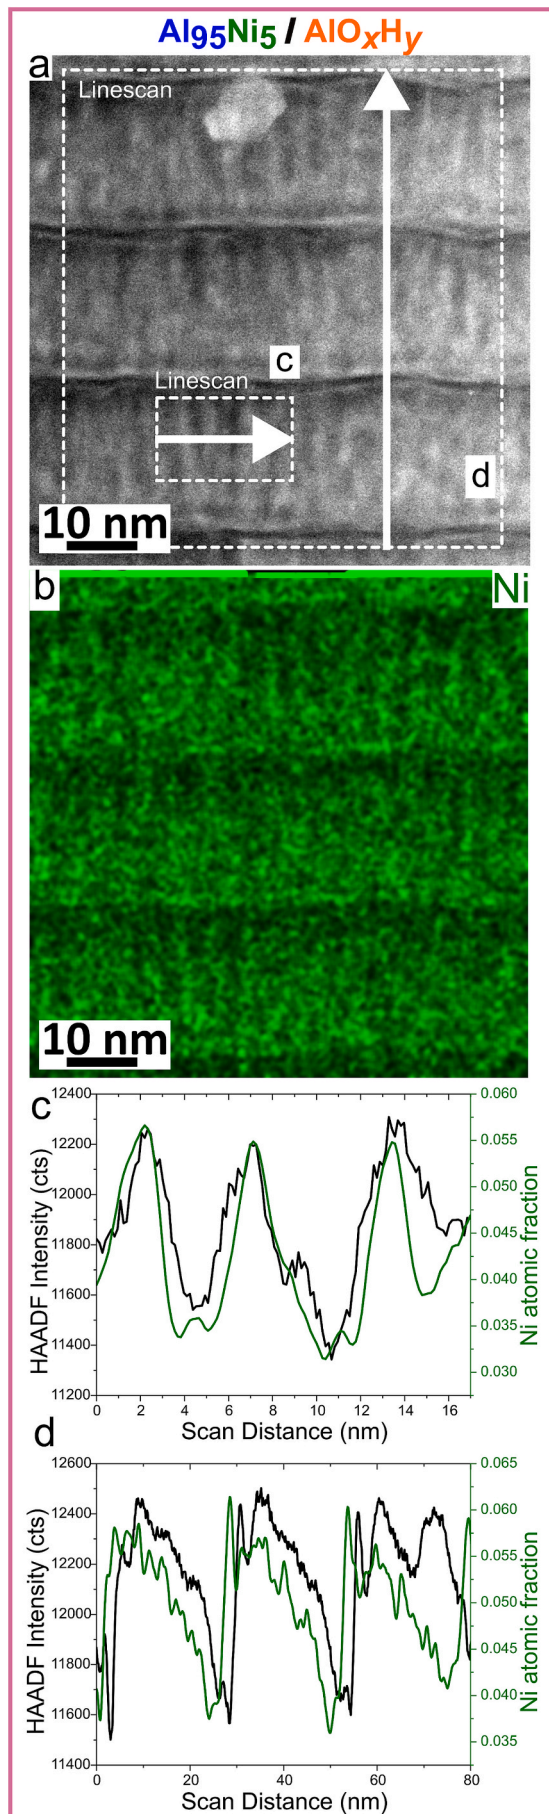 Al95Ni5 / AlOxHy
a
Linescan
c
Linescan
d
10 nm
b
Ni
10 nm
c
12400
12200
12000
11800
11600
11400
11200
HAADF Intensity (cts)
0.060
0.055
0.050
0.045
0.040
0.035
0.030
Ni atomic fraction
0 2 4 6 8 10 12 14 16
Scan Distance (nm)
d
12600
12400
12200
12000
11800
11600
11400
HAADF Intensity (cts)
0.065
0.060
0.055
0.050
0.045
0.040
0.035
Ni atomic fraction
0 20 40 60 80
Scan Distance (nm)